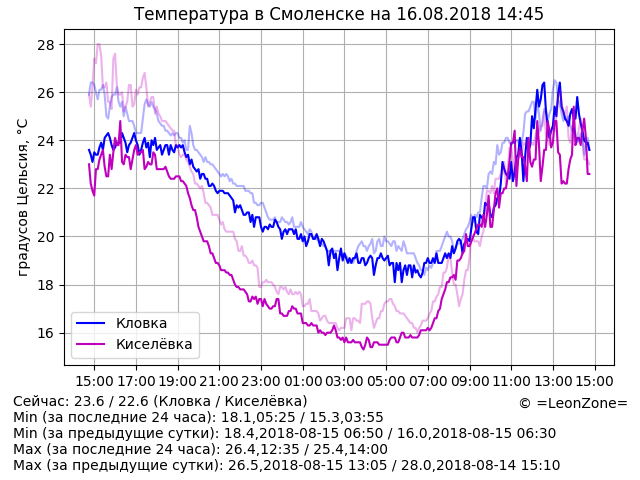 Температура в Смоленске на 16.08.2018 14:45
28
26
24
22
20
18
16
градусов Цельсия, °C
Кловка
Киселёвка
15:00 17:00 19:00 21:00 23:00 01:00 03:00 05:00 07:00 09:00 11:00 13:00 15:00
Сейчас: 23.6 / 22.6 (Кловка / Киселёвка)
© =LeonZone=
Min (за последние 24 часа): 18.1,05:25 / 15.3,03:55
Min (за предыдущие сутки): 18.4,2018-08-15 06:50 / 16.0,2018-08-15 06:30
Max (за последние 24 часа): 26.4,12:35 / 25.4,14:00
Max (за предыдущие сутки): 26.5,2018-08-15 13:05 / 28.0,2018-08-14 15:10